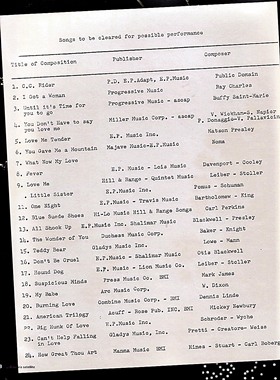 Songs to be cleared for possible performance
Title of Composition Publisher Composer
1. C.C. Rider P.D. E.P.Adapt, E.P.Music Public Domain
2. I Got a Woman Progressive Music Ray Charles
3. Until it's Time for you to go Progressive Music - ascap Buffy Saint-Marie
4. You Don't Have to Say you love me Miller Music Corp. - ascap V. Wickham-S. Napier P. Donaggio-V. Pallavicini
5. Love Me Tender E.P. Music Inc. Matson Presley
6. You Gave Me a Mountain Majave Music-E.P.Music
7. What Now My Love
8. Fever E.P. Music - Lois Music Davenport - Cooley
9. Love Me Hill & Range - Quintet Music Leiber - Stoller
. Little Sister E.P.Music Inc. Pomus - Schuman
11. One Night E.P.Music - Travis Music Bartholomew - King
12. Blue Suede Shoes Hi-Lo Music Hill & Range Songs Carl Perkins
13. All Shook Up E.P.Music Inc. Shalimar Music Blackwell - Presley
14. The Wonder of You Duchess Music Corp. Baker - Knight
15. Teddy Bear Gladys Music Inc. Lowe - Mann
16. Don't Be Cruel E.P.Music - Shalimar Music Otis Blackwell
17. Hound Dog E.P. Music - Lion Music Co. Leiber - Stoller
18. Suspicious Minds Press Music Co. BMI Mark James
19. My Babe Arc Music Corp. W. Dixon
20. Burning Love Combine Music Corp. - BMI Dennis Linde
21. American Trilogy Acuff - Rose Pub. INC. BMI Mickey Newbury
22. Big Hunk Of Love E.P.Music Inc. Schroder - Wyche
23. Can't Help Falling in Love Gladys Music, Inc. Pretti - Creatore- Weiss
24. How Great Thou Art Manna Music BMI Hines - Stuart - Carl Boberg